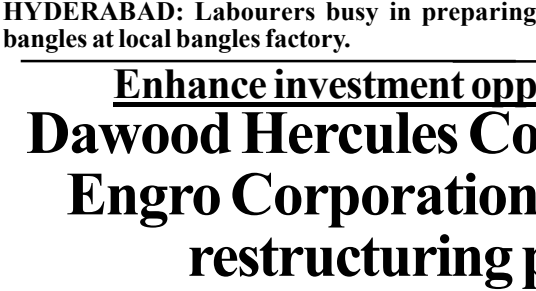 HYDERABAD: Labourers busy in preparing
bangles at local bangles factory.
Enhance investment opp
Dawood Hercules Co
Engro Corporation
restructuring p